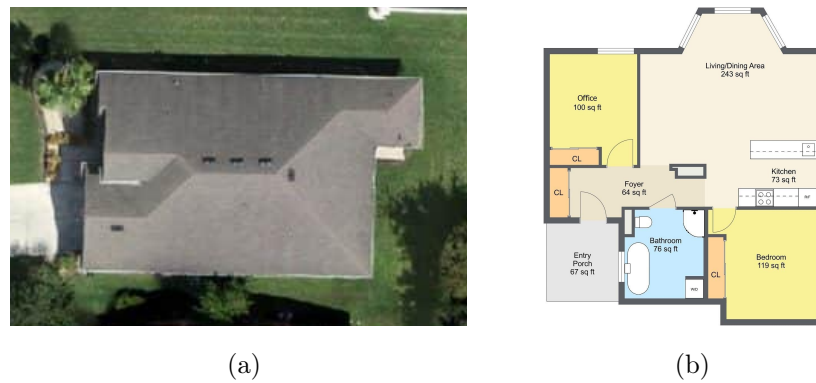 Living/Dining Area
243 sq ft
Office
100 sq ft
CL
Kitchen
73 sq ft
Foyer
64 sq ft
CL
Bathroom
76 sq ft
Entry
Porch
67 sq ft
Bedroom
119 sq ft
CL
(a)
(b)